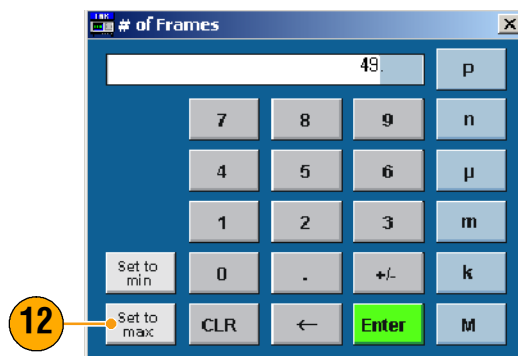 TEK # of Frames X
49. p
7 8 9 n
4 5 6 µ
1 2 3 m
Set to min 0 . +/- k
12 Set to max CLR ← Enter M